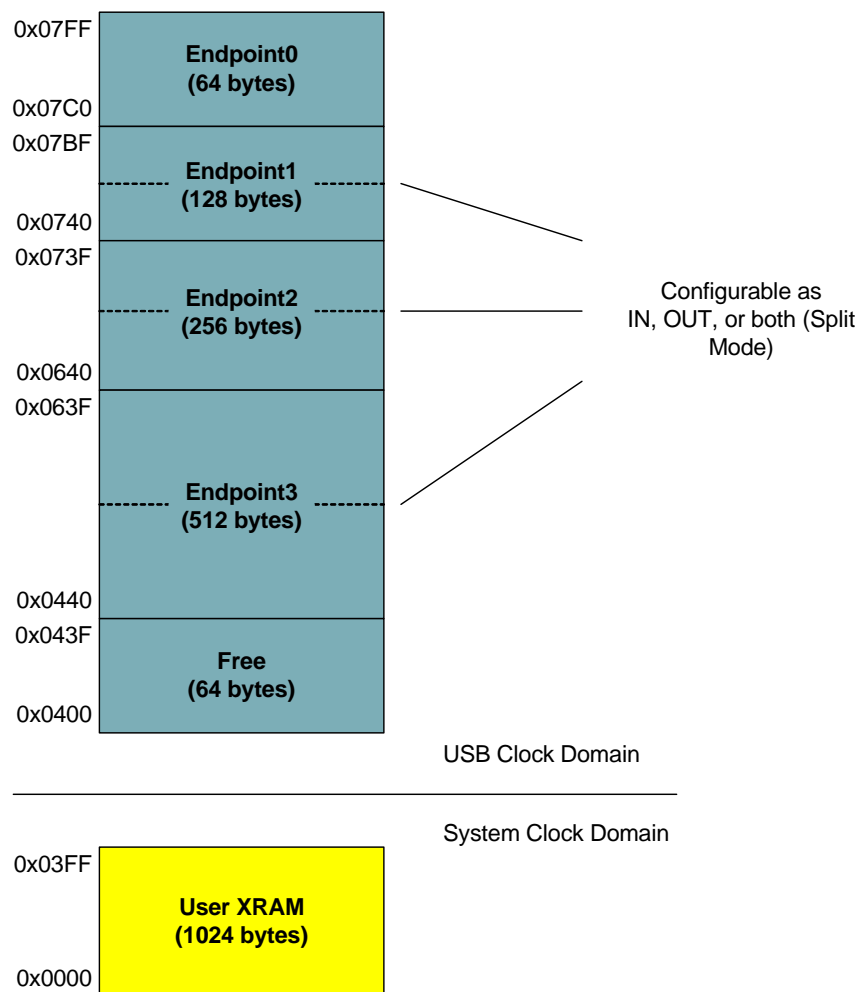 0x07FF
Endpoint0
(64 bytes)
0x07C0
0x07BF
Endpoint1
(128 bytes)
0x0740
0x073F
Endpoint2
(256 bytes)
0x0640
0x063F
Configurable as
IN, OUT, or both (Split
Mode)
Endpoint3
(512 bytes)
0x0440
0x043F
Free
(64 bytes)
0x0400
USB Clock Domain
System Clock Domain
0x03FF
User XRAM
(1024 bytes)
0x0000